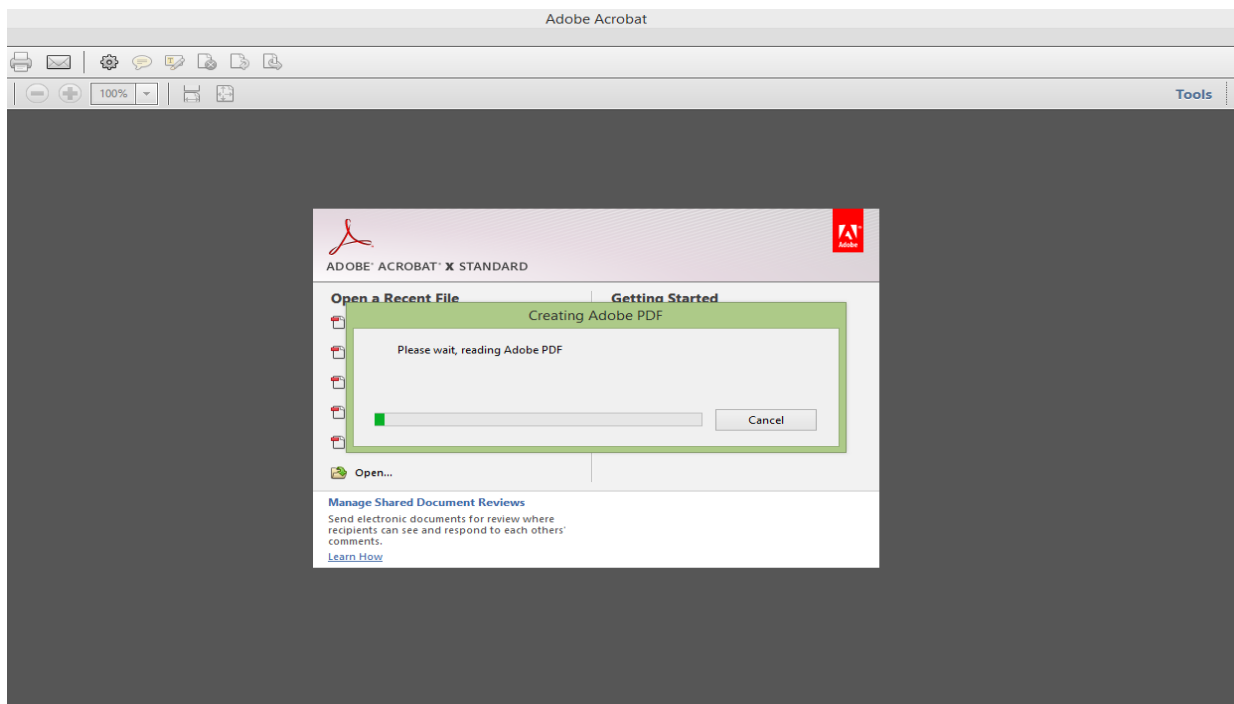 Adobe Acrobat
100%
Tools
Adobe
ADOBE® ACROBAT® X STANDARD
Open a Recent File
Getting Started
Creating Adobe PDF
Please wait, reading Adobe PDF
Cancel
Open...
Manage Shared Document Reviews
Send electronic documents for review where
recipients can see and respond to each others'
comments.
Learn How